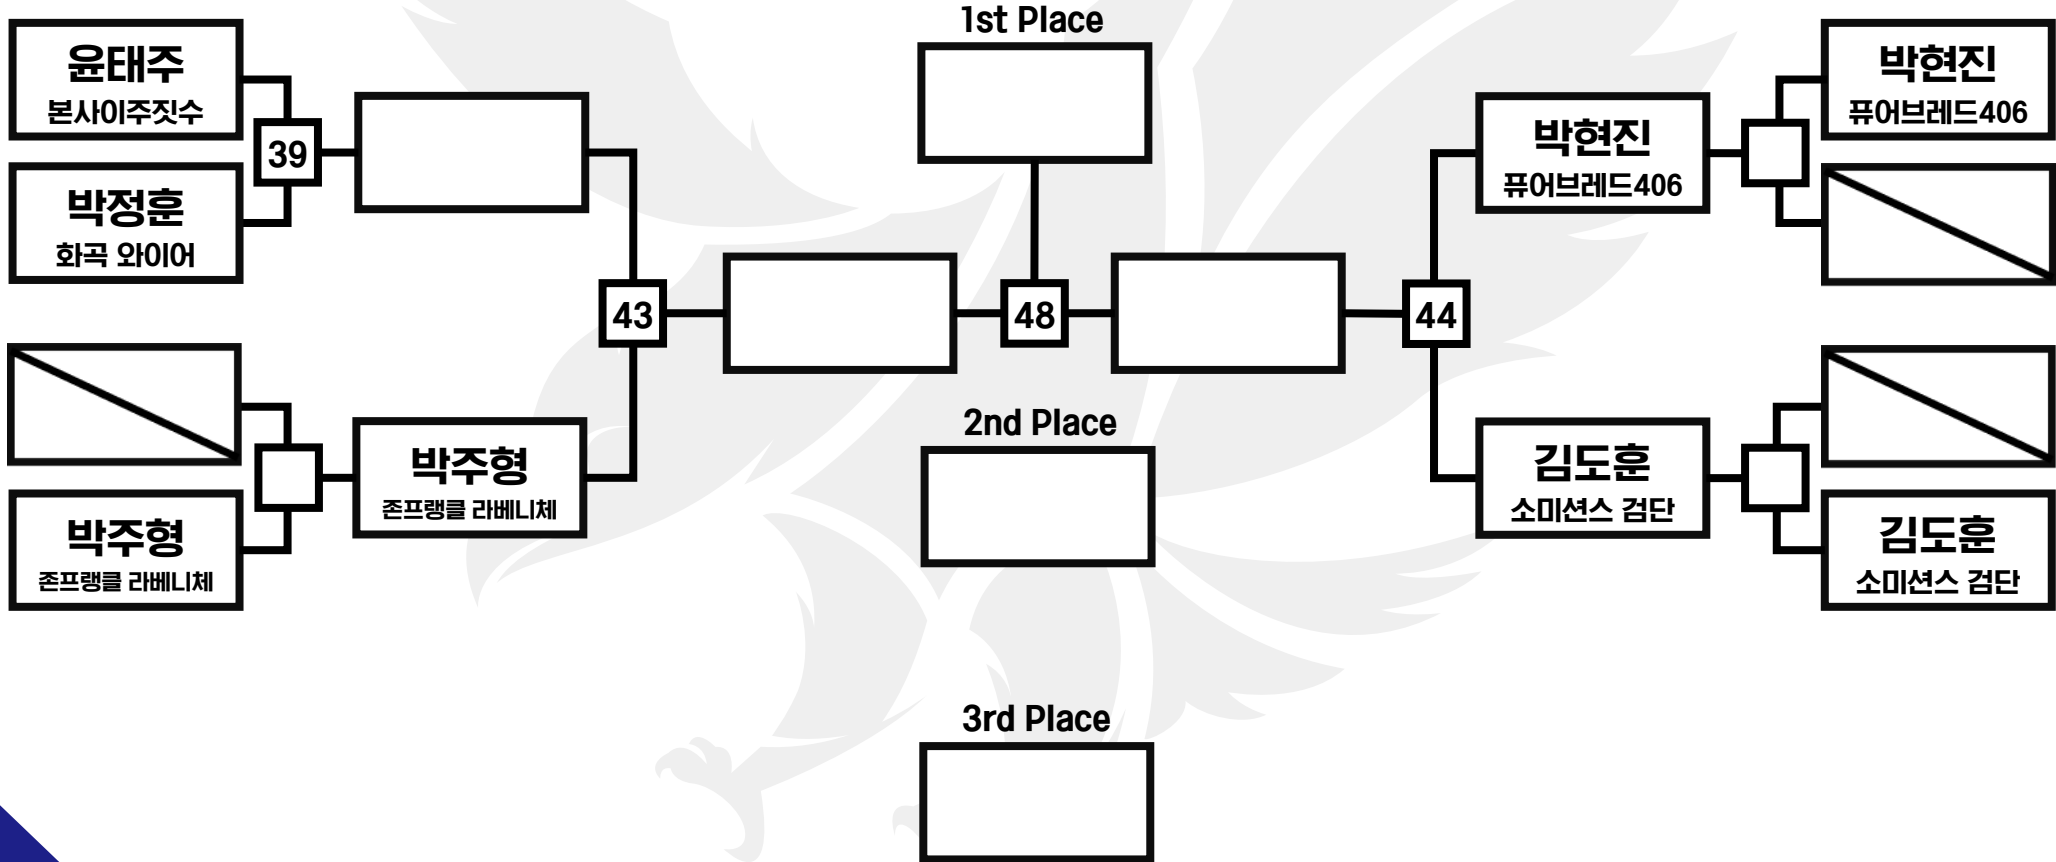 1st Place
윤태주
본사이주짓수
39
박정훈
화곡 와이어
박현진
퓨어브레드406
박현진
퓨어브레드406
43
48
44
박주형
존프랭클 라베니체
박주형
존프랭클 라베니체
2nd Place
김도훈
소미션스 검단
김도훈
소미션스 검단
3rd Place